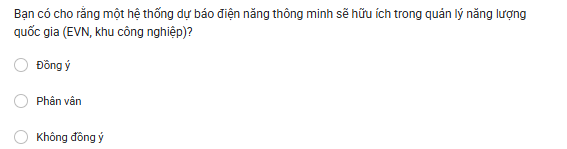 Bạn có cho rằng một hệ thống dự báo điện năng thông minh sẽ hữu ích trong quản lý năng lượng
quốc gia (EVN, khu công nghiệp)?
Đồng ý
Phân vân
Không đồng ý